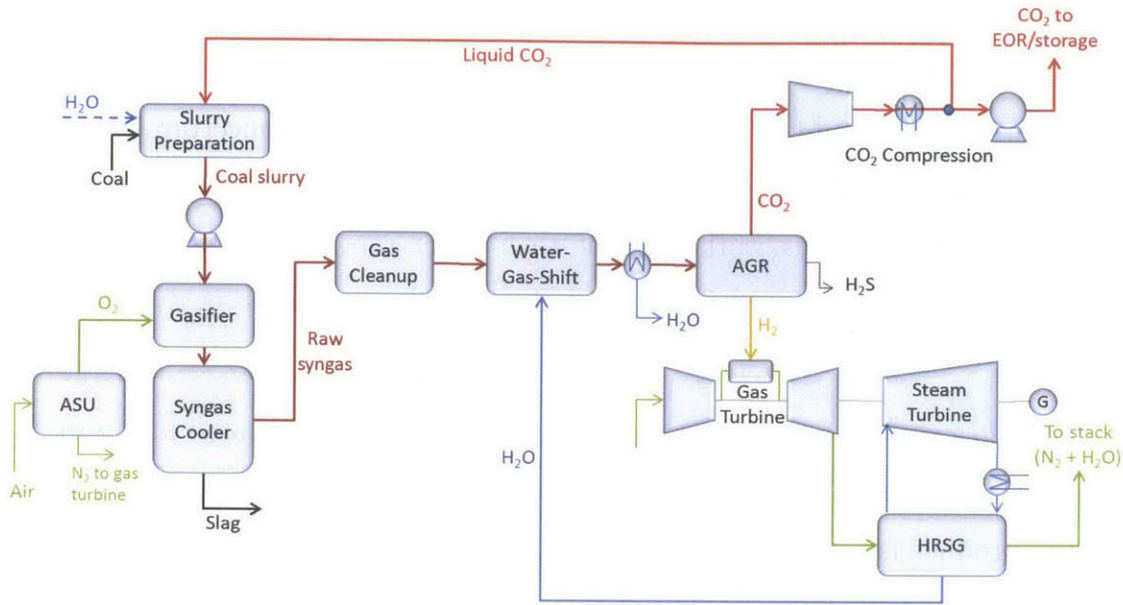 CO₂ to
EOR/storage
Liquid CO₂
H₂O
Slurry
Preparation
Coal
Coal slurry
CO₂ Compression
CO₂
Gas
Cleanup
Water-
Gas-Shift
AGR
H₂S
H₂O
H₂
O₂
Gasifier
Raw
syngas
ASU
Syngas
Cooler
Gas
Turbine
Steam
Turbine
G
To stack
(N₂ + H₂O)
H₂O
N₂ to gas
turbine
Air
Slag
HRSG